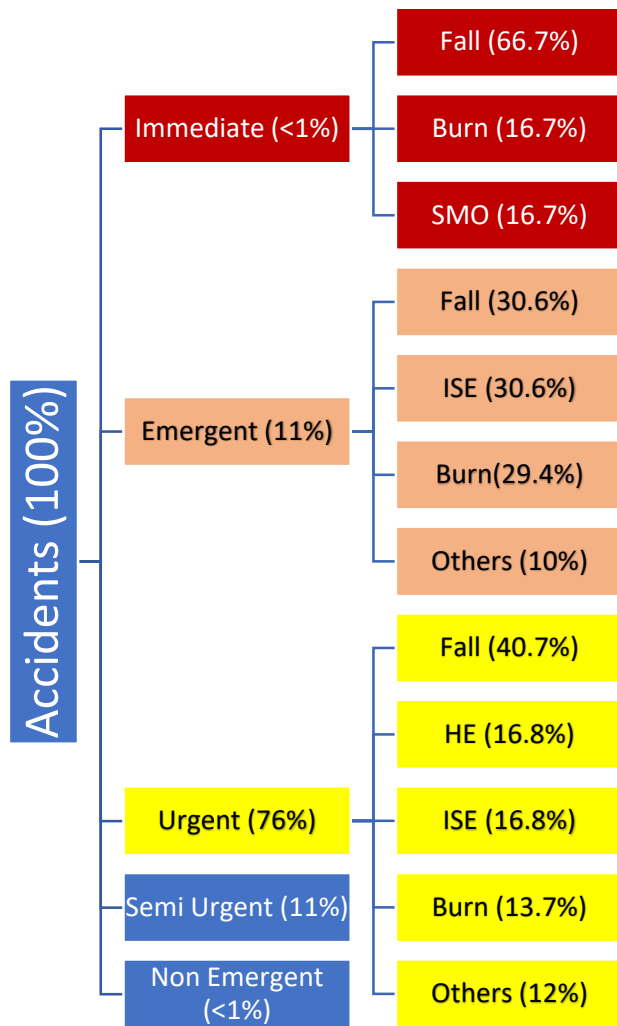 Accidents (100%)
Immediate (<1%)
Fall (66.7%)
Burn (16.7%)
SMO (16.7%)
Emergent (11%)
Fall (30.6%)
ISE (30.6%)
Burn(29.4%)
Others (10%)
Urgent (76%)
Fall (40.7%)
HE (16.8%)
ISE (16.8%)
Burn (13.7%)
Others (12%)
Semi Urgent (11%)
Non Emergent
(<1%)